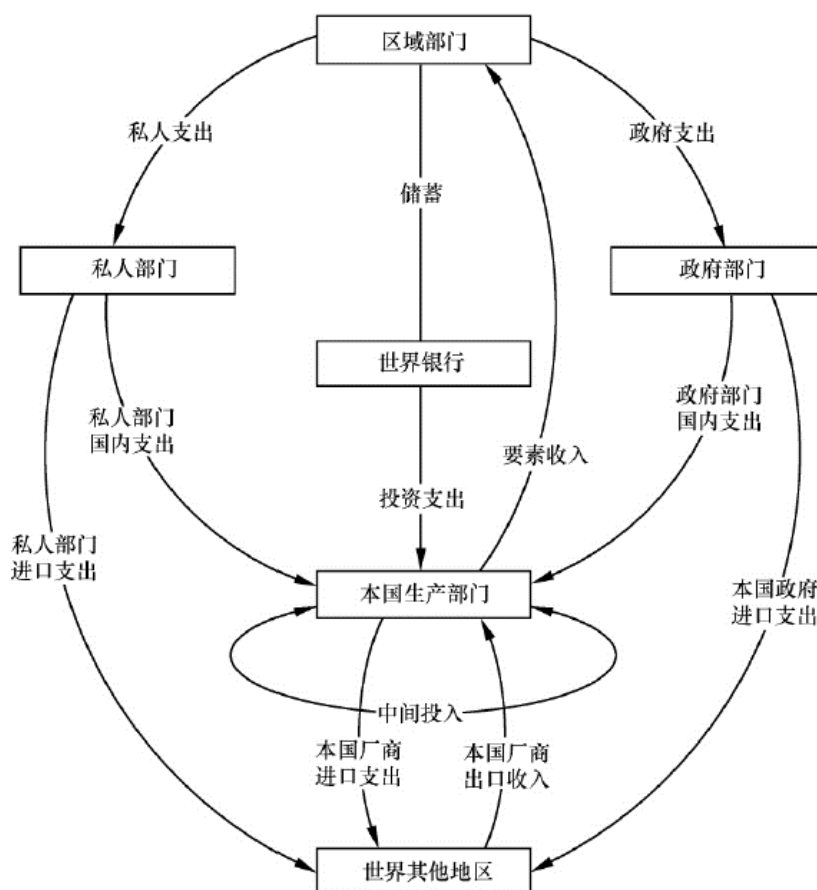 区域部门
私人支出
政府支出
储蓄
私人部门
政府部门
世界银行
私人部门
国内支出
政府部门
国内支出
要素收入
投资支出
私人部门
进口支出
本国生产部门
本国政府
进口支出
中间投入
本国厂商
进口支出
本国厂商
出口收入
世界其他地区